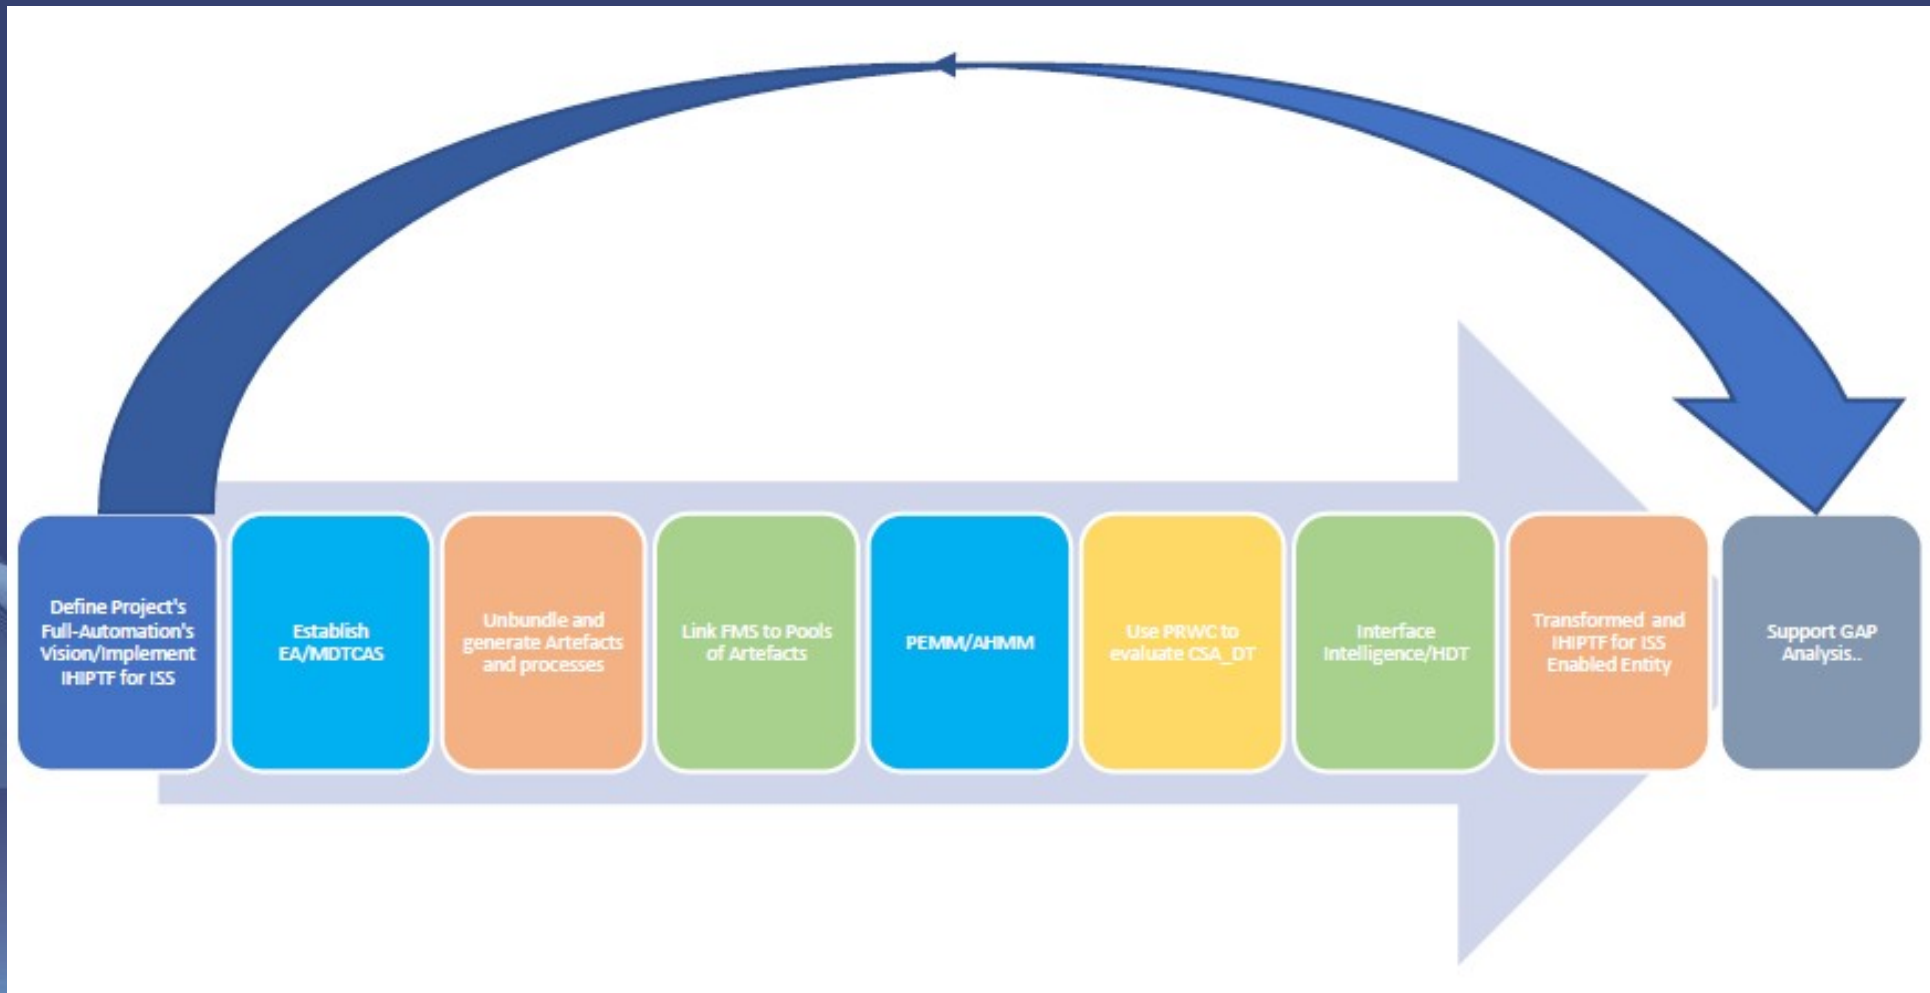 Define Project's
Full-Automation's
Vision/Implement
IHIPTF for ISS
Establish
EA/MDTCAS
Unbundle and
generate Artefacts
and processes
Link FMS to Pools
of Artefacts
PEMM/AHMM
Use PRWC to
evaluate CSA_DT
Interface
Intelligence/HDT
Transformed and
IHIPTF for ISS
Enabled Entity
Support GAP
Analysis..